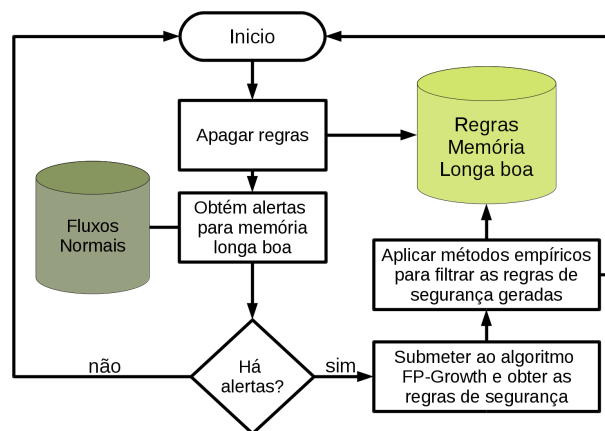 Inicio
Apagar regras
Regras
Memória
Longa boa
Obtém alertas
para memória
longa boa
Fluxos
Normais
Aplicar métodos empíricos
para filtrar as regras de
segurança geradas
não
Há
alertas?
sim
Submeter ao algoritmo
FP-Growth e obter as
regras de segurança